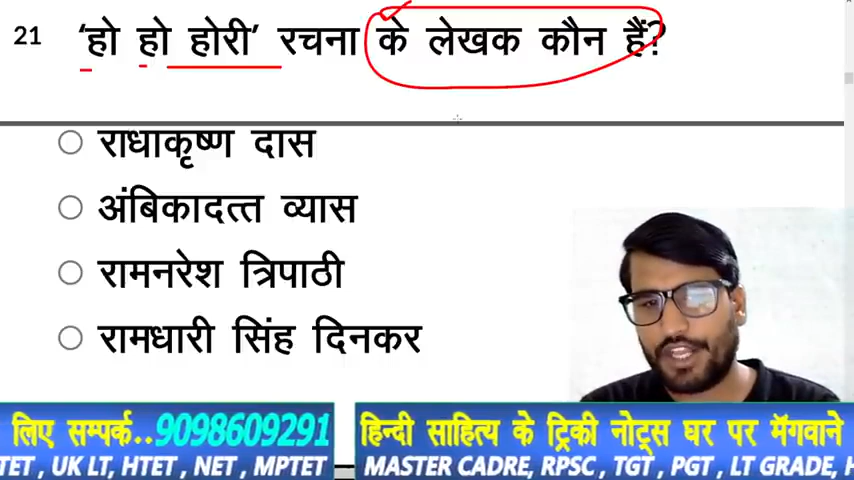 21 ‘हो हो होरी’ रचना के लेखक कौन हैं?
राधाकृष्ण दास
अंबिकादत्त व्यास
रामनरेश त्रिपाठी
रामधारी सिंह दिनकर
लिए सम्पर्क..9098609291
हिन्दी साहित्य के ट्रिकी नोट्स घर पर मॅगवाने
TET , UK LT, HTET , NET , MPTET
MASTER CADRE, RPSC , TGT , PGT , LT GRADE, H